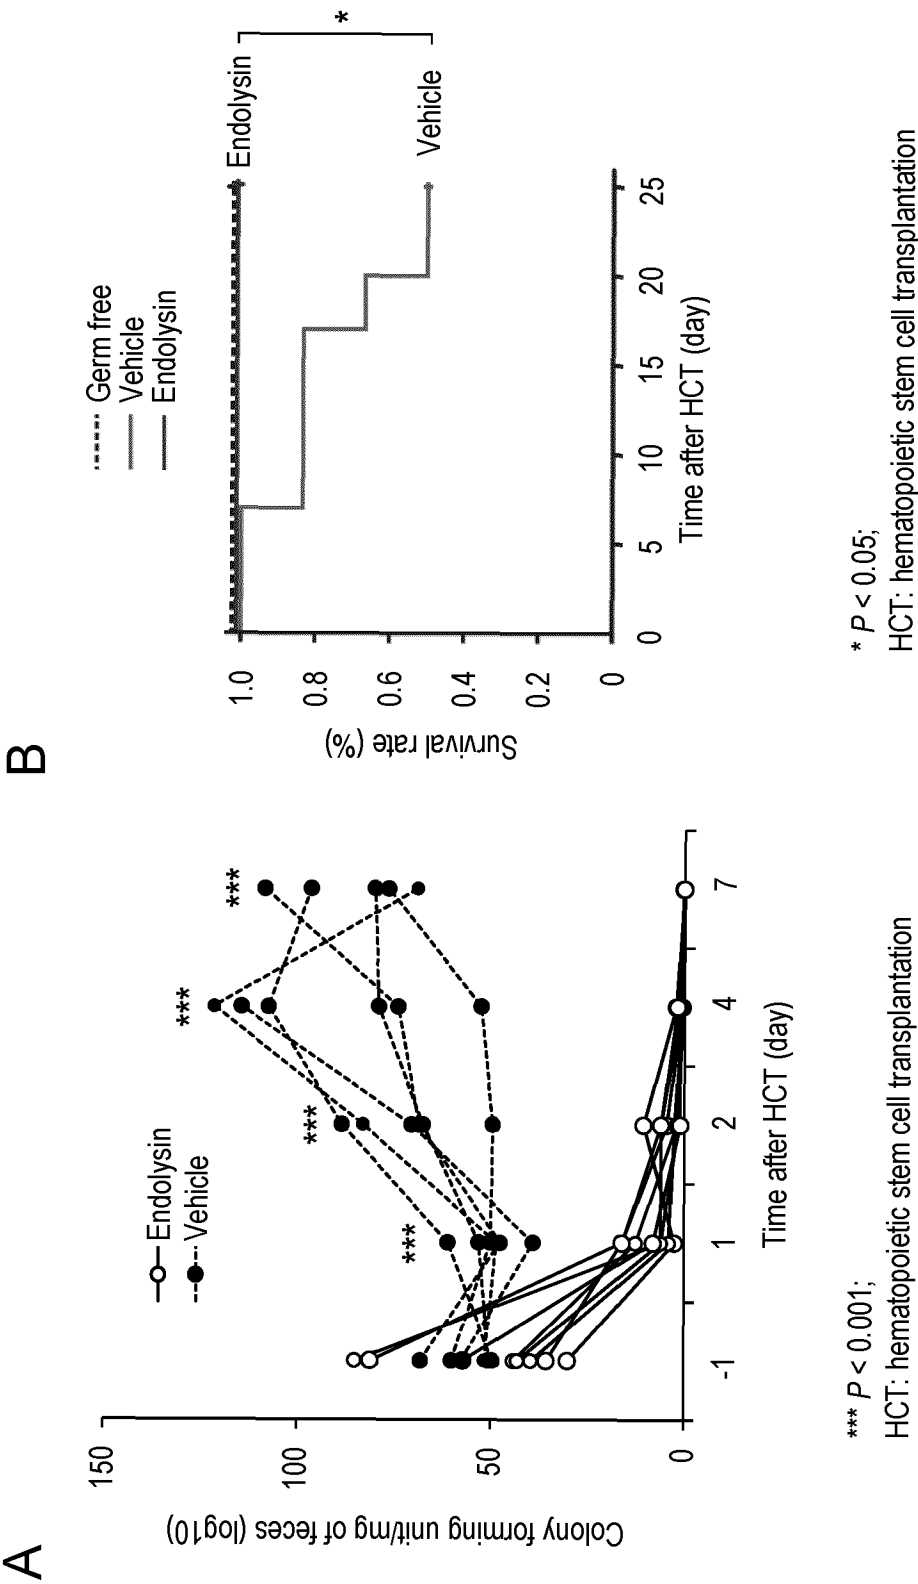 A
Colony forming unit/mg of feces (log10)
150
100
50
0
Endolysin
Vehicle
***
***
***
***
-1
1
2
4
7
Time after HCT (day)
*** P < 0.001;
HCT: hematopoietic stem cell transplantation
B
Survival rate (%)
1.0
0.8
0.6
0.4
0.2
0
Germ free
Vehicle
Endolysin
Endolysin
*
Vehicle
0
5
10
15
20
25
Time after HCT (day)
* P < 0.05;
HCT: hematopoietic stem cell transplantation